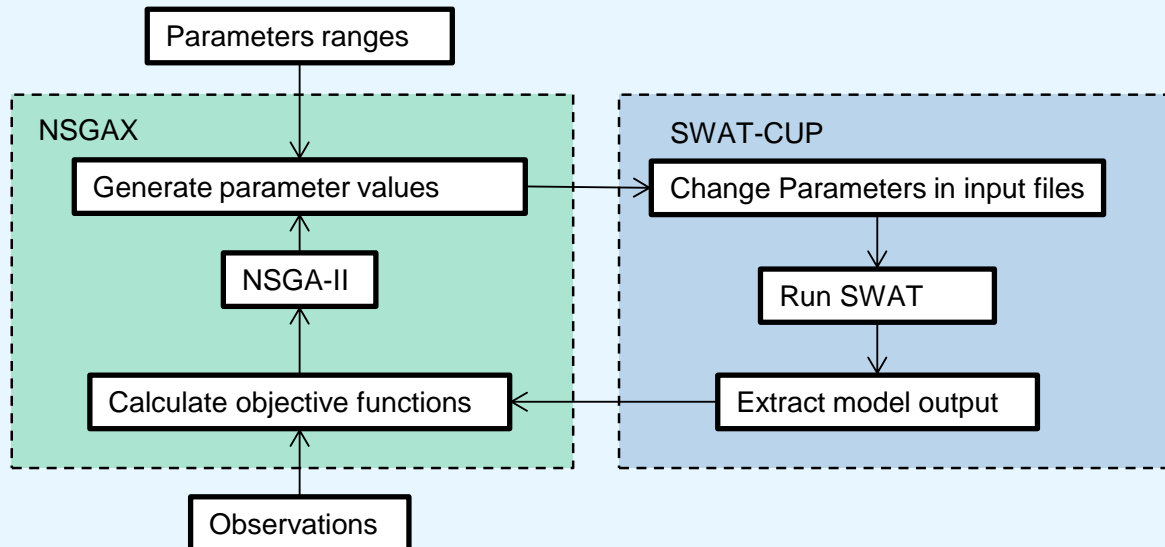 Parameters ranges
NSGAX
Generate parameter values
NSGA-II
Calculate objective functions
Observations
SWAT-CUP
Change Parameters in input files
Run SWAT
Extract model output